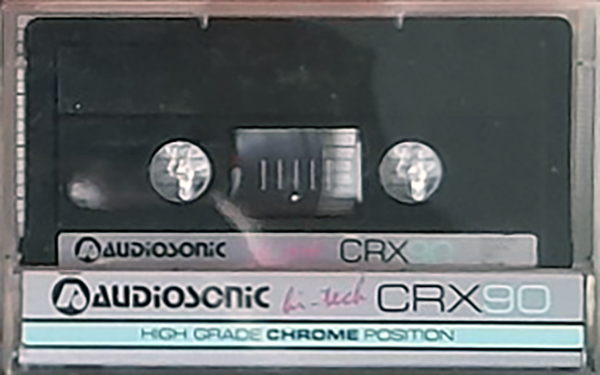 AUDIOSONIC CRX90
AUDIOSONIC hi-tech CRX90
HIGH GRADE CHROME POSITION